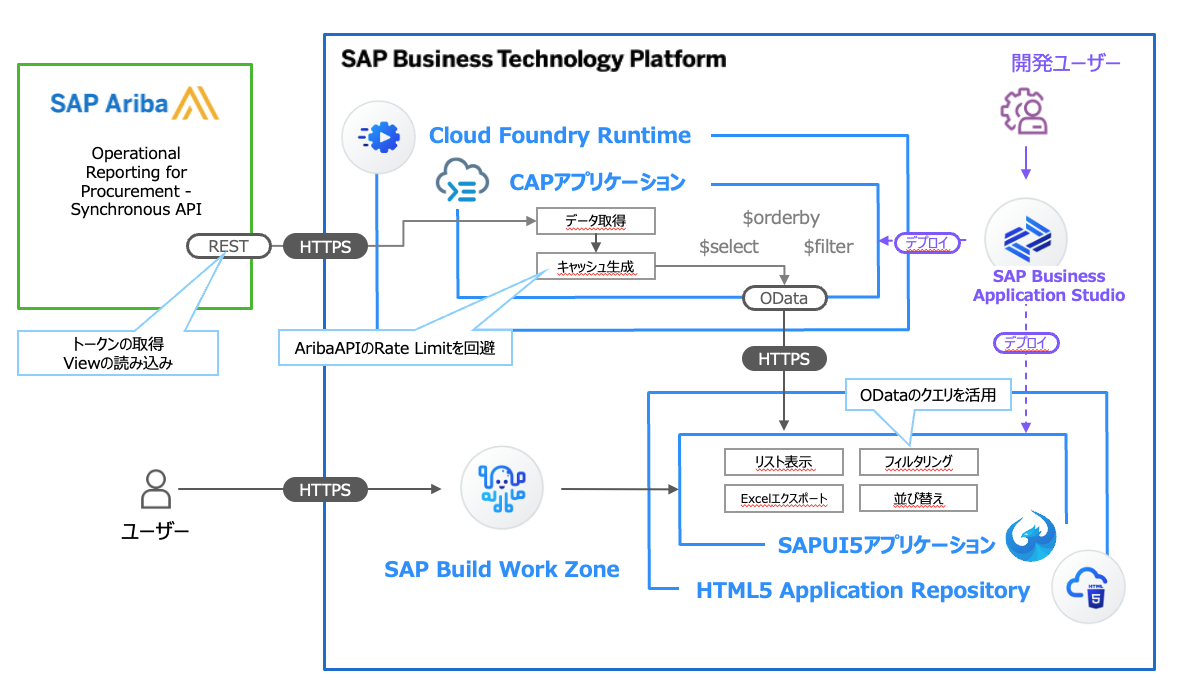 SAP Business Technology Platform
開発ユーザー
SAP Ariba
Operational
Reporting for
Procurement -
Synchronous API
Cloud Foundry Runtime
CAPアプリケーション
データ取得
$orderby
$select
$filter
REST
HTTPS
デプロイ
キャッシュ生成
SAP Business
Application Studio
OData
トークンの取得
Viewの読み込み
AribaAPIのRate Limitを回避
HTTPS
デプロイ
ODataのクエリを活用
リスト表示
フィルタリング
Excelエクスポート
並び替え
HTTPS
ユーザー
SAPUI5アプリケーション
SAP Build Work Zone
HTML5 Application Repository
HTML
5